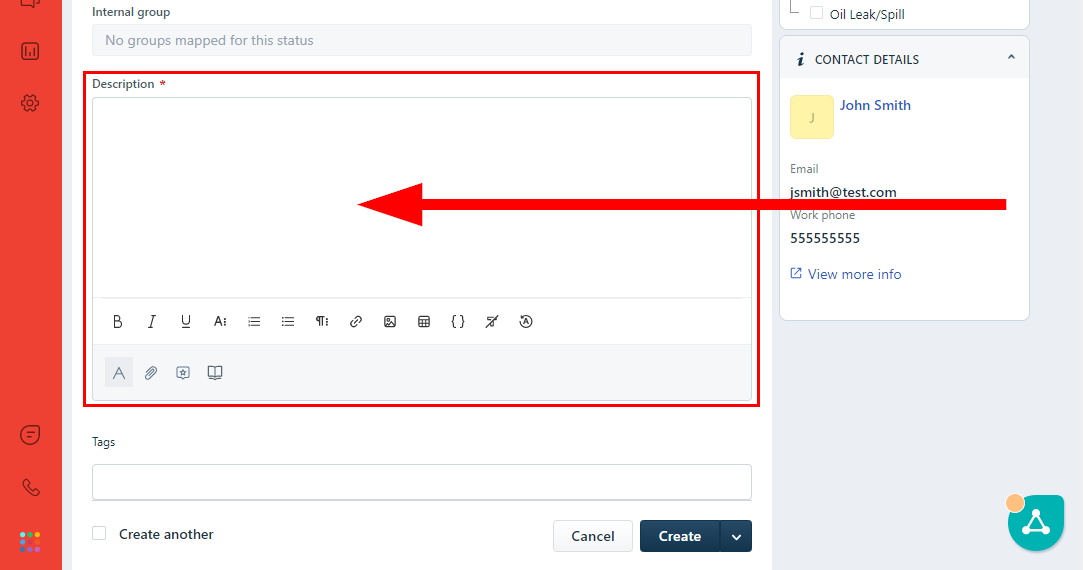 Internal group
No groups mapped for this status
Description *
Tags
Create another
Cancel
Create
Oil Leak/Spill
CONTACT DETAILS
J
John Smith
Email
jsmith@test.com
Work phone
555555555
View more info